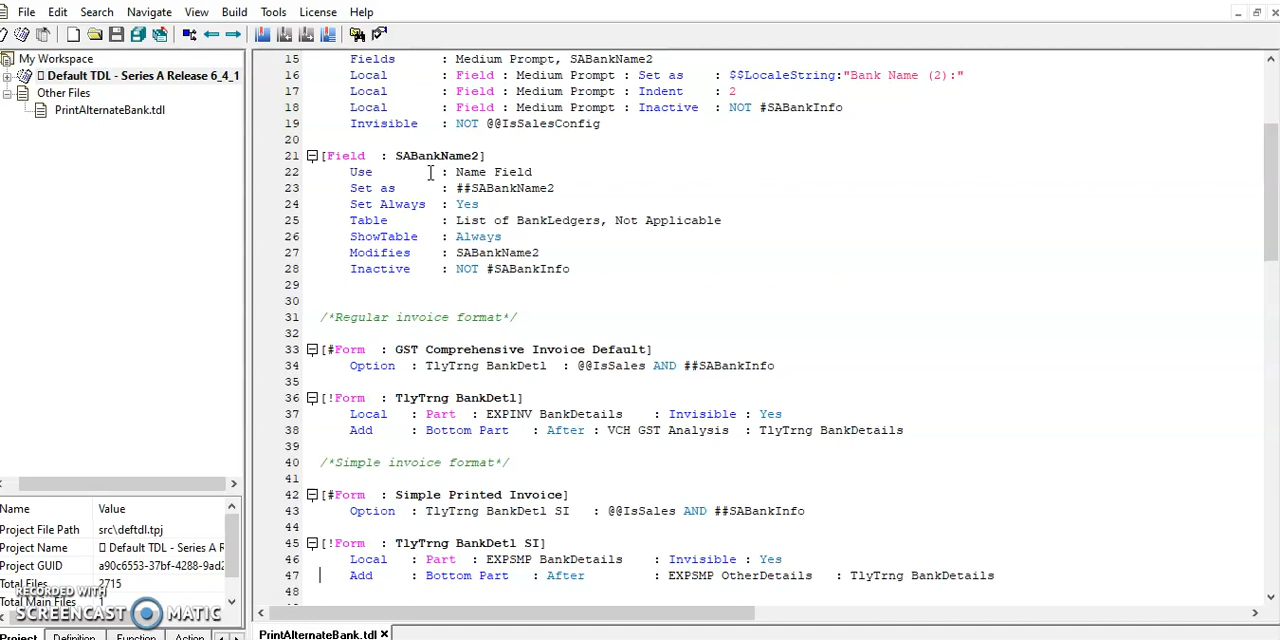 File Edit Search Navigate View Build Tools License Help
My Workspace
Default TDL - Series A Release 6_4_1
Other Files
PrintAlternateBank.tdl
15 Fields : Medium Prompt, SABankName2
16 Local : Field : Medium Prompt : Set as : $$LocaleString:"Bank Name (2):"
17 Local : Field : Medium Prompt : Indent : 2
18 Local : Field : Medium Prompt : Inactive : NOT #SABankInfo
19 Invisible : NOT @@IsSalesConfig
20
21 [Field : SABankName2]
22 Use : Name Field
23 Set as : ##SABankName2
24 Set Always : Yes
25 Table : List of BankLedgers, Not Applicable
26 ShowTable : Always
27 Modifies : SABankName2
28 Inactive : NOT #SABankInfo
29
30
31 /*Regular invoice format*/
32
33 [#Form : GST Comprehensive Invoice Default]
34 Option : TlyTrng BankDetl : @@IsSales AND ##SABankInfo
35
36 [!Form : TlyTrng BankDetl]
37 Local : Part : EXPINV BankDetails : Invisible : Yes
38 Add : Bottom Part : After : VCH GST Analysis : TlyTrng BankDetails
39
40 /*Simple invoice format*/
41
42 [#Form : Simple Printed Invoice]
43 Option : TlyTrng BankDetl SI : @@IsSales AND ##SABankInfo
44
45 [!Form : TlyTrng BankDetl SI]
46 Local : Part : EXPSMP BankDetails : Invisible : Yes
47 Add : Bottom Part : After : EXPSMP OtherDetails : TlyTrng BankDetails
48
Name Value
Project File Path src\deftdl.tpj
Project Name Default TDL - Series A R
Project GUID a90c6553-37bf-4288-9ad2
Total Files 2715
Total Main Files 1
RECORDED WITH
SCREENCAST MATIC
Project Definition Function Action
PrintAlternateBank.tdl